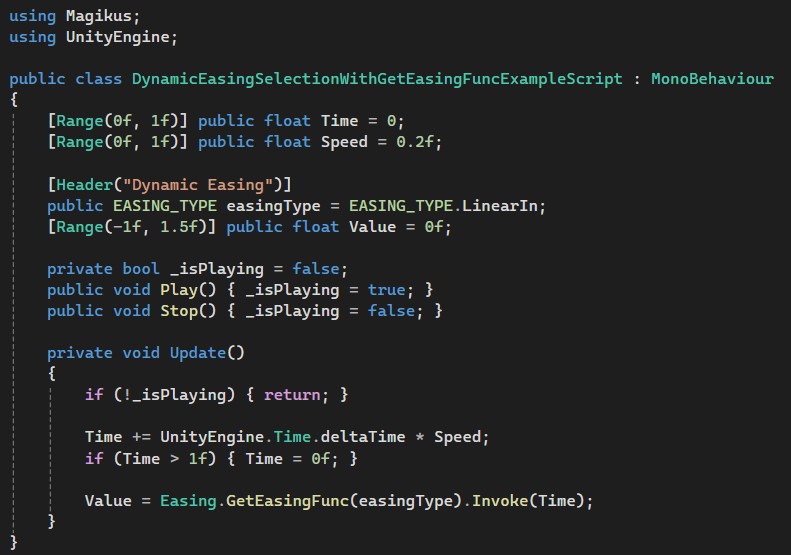 using Magikus;
using UnityEngine;

public class DynamicEasingSelectionWithGetEasingFuncExampleScript : MonoBehaviour
{
    [Range(0f, 1f)] public float Time = 0;
    [Range(0f, 1f)] public float Speed = 0.2f;

    [Header("Dynamic Easing")]
    public EASING_TYPE easingType = EASING_TYPE.LinearIn;
    [Range(-1f, 1.5f)] public float Value = 0f;

    private bool _isPlaying = false;
    public void Play() { _isPlaying = true; }
    public void Stop() { _isPlaying = false; }

    private void Update()
    {
        if (!_isPlaying) { return; }

        Time += UnityEngine.Time.deltaTime * Speed;
        if (Time > 1f) { Time = 0f; }

        Value = Easing.GetEasingFunc(easingType).Invoke(Time);
    }
}